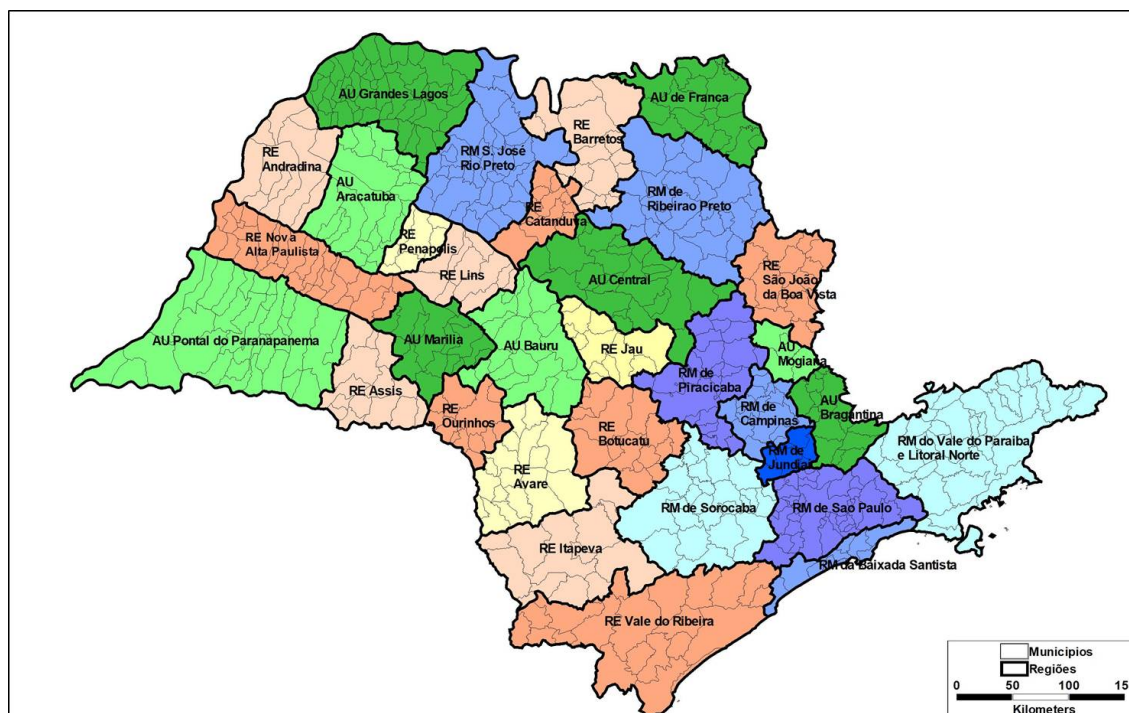 AU Grandes Lagos
AU de Franca
RE
Barretos
RM S. José
Rio Preto
RE
Andradina
AU
Aracatuba
RM de
Ribeirao Preto
RE
Catanduva
RE
Penapolis
RE Nova
Alta Paulista
RE Lins
AU Central
RE
São João
da Boa Vista
AU Pontal do Paranapanema
AU Marilia
AU Bauru
RE Jau
AU
Mogiana
RM de
Piracicaba
RE Assis
RE
Ourinhos
RE
Botucatu
RM de
Campinas
AU
Bragantina
RM do Vale do Paraiba
e Litoral Norte
RM de
Jundiai
RE
Avare
RM de Sorocaba
RM de Sao Paulo
RE Itapeva
RM da Baixada Santista
RE Vale do Ribeira
Municipios
Regiões
0 50 100 15
Kilometers